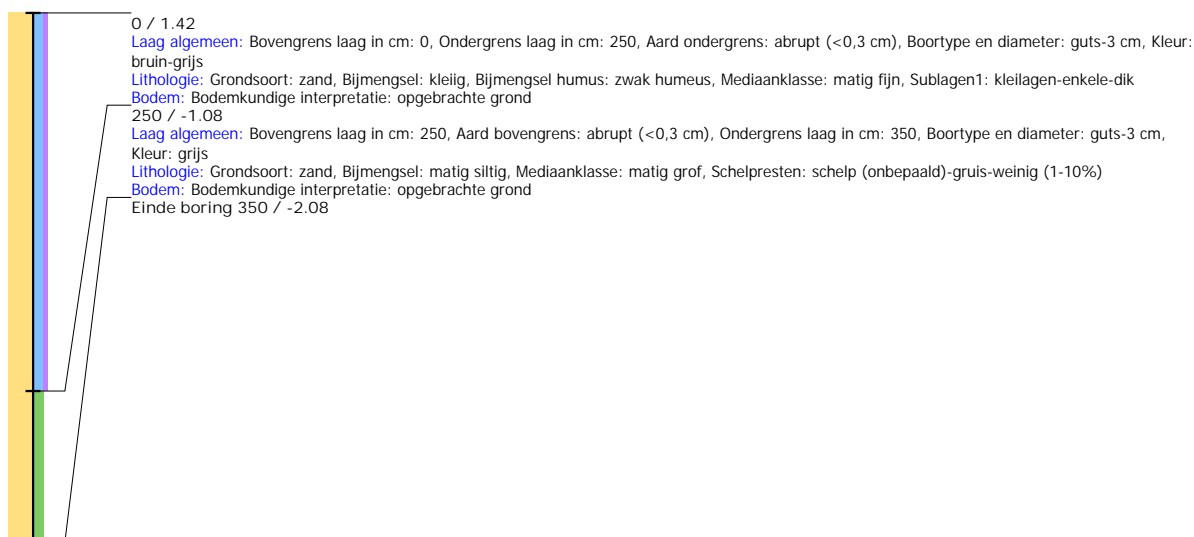 0 / 1.42
Laag algemeen: Bovengrens laag in cm: 0, Ondergrens laag in cm: 250, Aard ondergrens: abrupt (<0,3 cm), Boortype en diameter: guts-3 cm, Kleur:
bruin-grijs
Lithologie: Grondsoort: zand, Bijmengsel: kleiig, Bijmengsel humus: zwak humeus, Mediaanklasse: matig fijn, Sublagen1: kleilagen-enkele-dik
Bodem: Bodemkundige interpretatie: opgebrachte grond
250 / -1.08
Laag algemeen: Bovengrens laag in cm: 250, Aard bovengrens: abrupt (<0,3 cm), Ondergrens laag in cm: 350, Boortype en diameter: guts-3 cm,
Kleur: grijs
Lithologie: Grondsoort: zand, Bijmengsel: matig siltig, Mediaanklasse: matig grof, Schelpresten: schelp (onbepaald)-gruis-weinig (1-10%)
Bodem: Bodemkundige interpretatie: opgebrachte grond
Einde boring 350 / -2.08